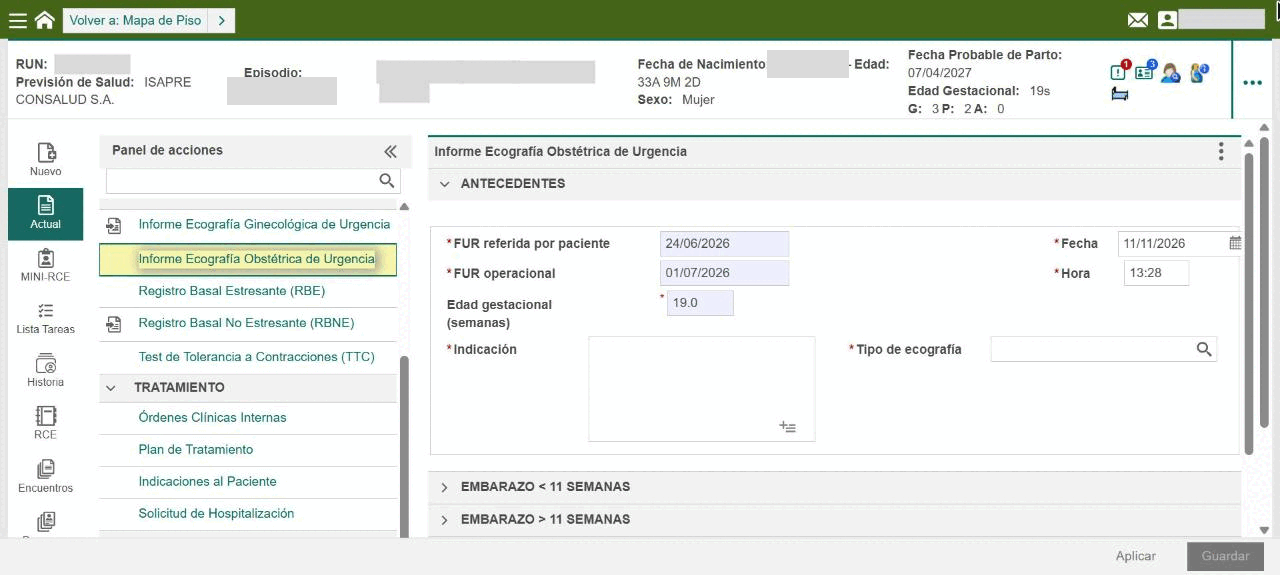 Volver a: Mapa de Piso
RUN:
Previsión de Salud: ISAPRE
CONSALUD S.A.
Episodio:
Fecha de Nacimiento - Edad:
33A 9M 2D
Sexo: Mujer
Fecha Probable de Parto:
07/04/2027
Edad Gestacional: 19s
G: 3 P: 2 A: 0
1
3
Nuevo
Actual
MINI-RCE
Lista Tareas
Historia
RCE
Encuentros
Panel de acciones
Informe Ecografía Ginecológica de Urgencia
Informe Ecografía Obstétrica de Urgencia
Registro Basal Estresante (RBE)
Registro Basal No Estresante (RBNE)
Test de Tolerancia a Contracciones (TTC)
TRATAMIENTO
Órdenes Clínicas Internas
Plan de Tratamiento
Indicaciones al Paciente
Solicitud de Hospitalización
Informe Ecografía Obstétrica de Urgencia
ANTECEDENTES
*FUR referida por paciente 24/06/2026 *Fecha 11/11/2026
*FUR operacional 01/07/2026 *Hora 13:28
Edad gestacional * 19.0
(semanas)
*Indicación *Tipo de ecografía
EMBARAZO < 11 SEMANAS
EMBARAZO > 11 SEMANAS
Aplicar Guardar